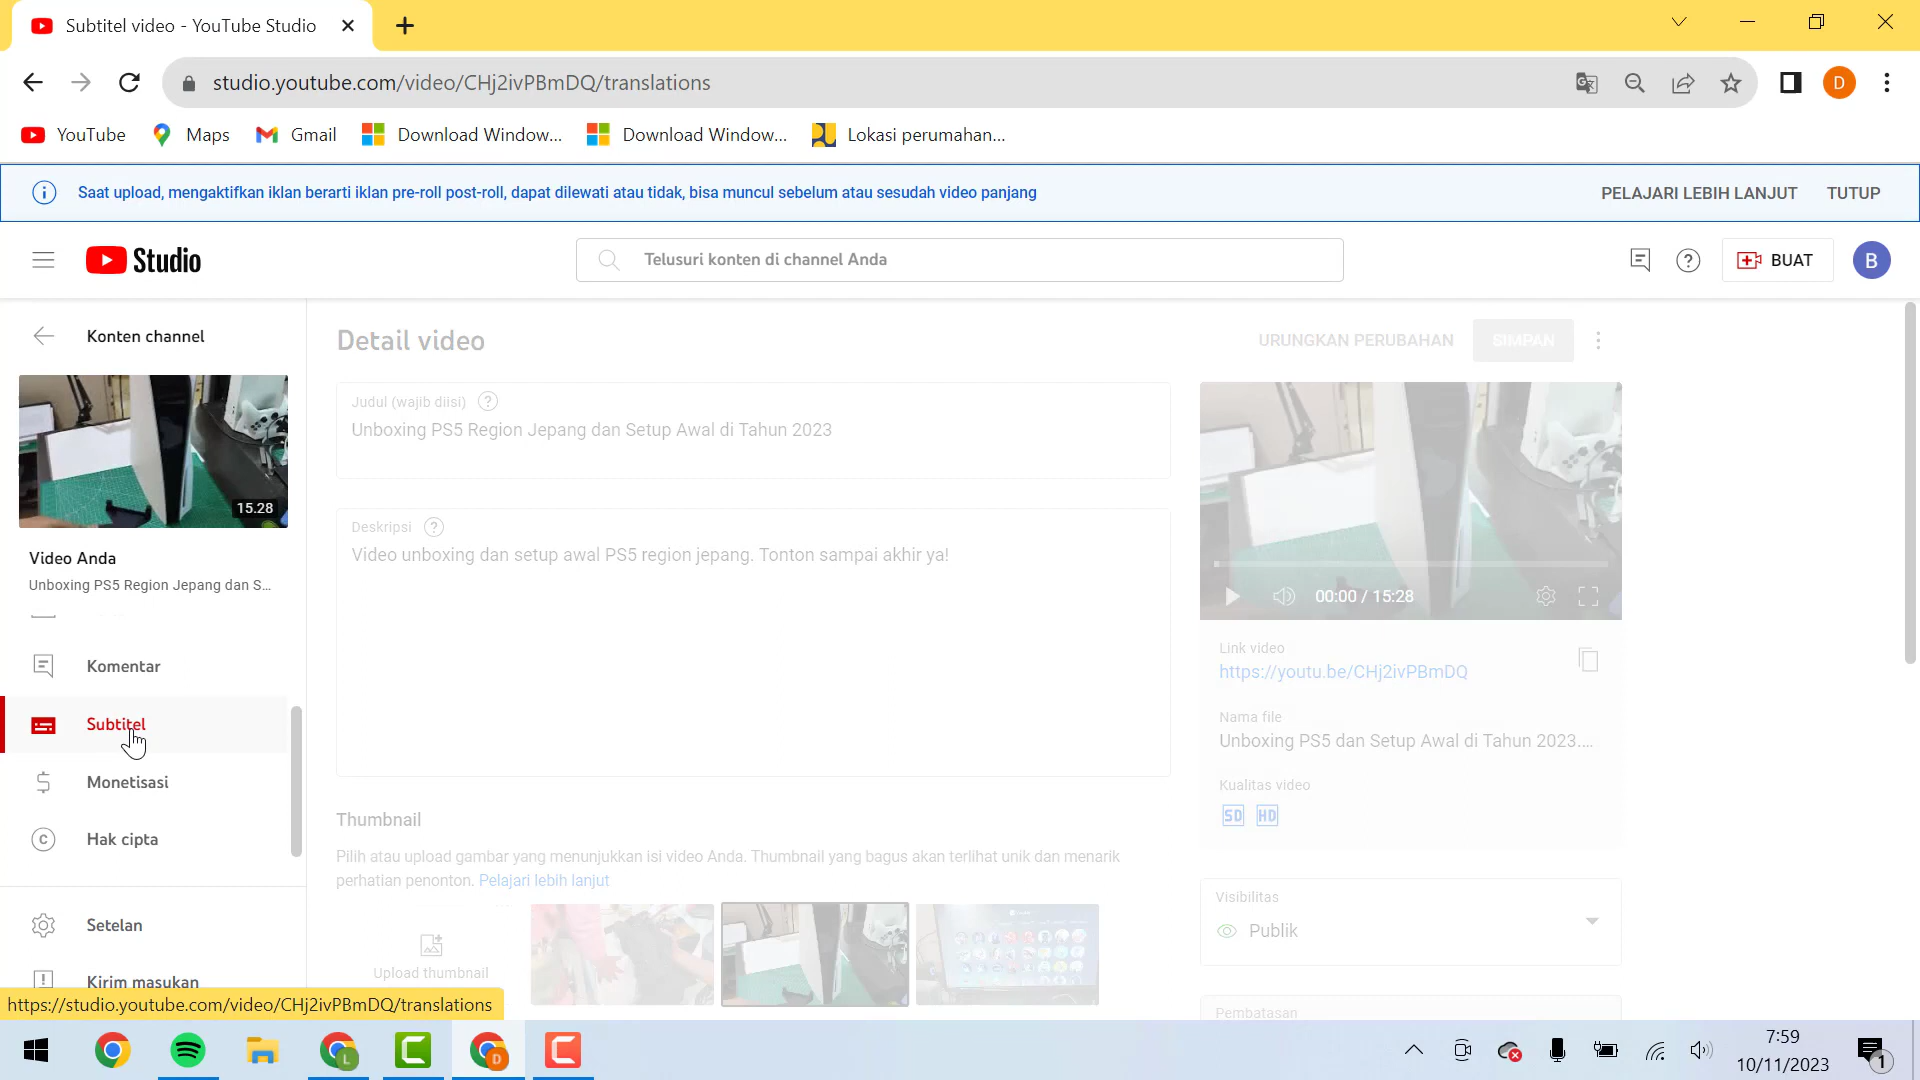 Subtitel video - YouTube Studio
studio.youtube.com/video/CHj2ivPBmDQ/translations
D
YouTube
Maps
Gmail
Download Window...
Download Window...
Lokasi perumahan...
Saat upload, mengaktifkan iklan berarti iklan pre-roll post-roll, dapat dilewati atau tidak, bisa muncul sebelum atau sesudah video panjang
PELAJARI LEBIH LANJUT
TUTUP
Studio
Telusuri konten di channel Anda
BUAT
B
Konten channel
15.28
Video Anda
Unboxing PS5 Region Jepang dan S...
Komentar
Subtitel
Monetisasi
Hak cipta
Setelan
Kirim masukan
https://studio.youtube.com/video/CHj2ivPBmDQ/translations
Detail video
URUNGKAN PERUBAHAN
SIMPAN
Judul (wajib diisi)
Unboxing PS5 Region Jepang dan Setup Awal di Tahun 2023
Deskripsi
Video unboxing dan setup awal PS5 region jepang. Tonton sampai akhir ya!
Thumbnail
Pilih atau upload gambar yang menunjukkan isi video Anda. Thumbnail yang bagus akan terlihat unik dan menarik
perhatian penonton. Pelajari lebih lanjut
Upload thumbnail
00:00 / 15:28
Link video
https://youtu.be/CHj2ivPBmDQ
Nama file
Unboxing PS5 dan Setup Awal di Tahun 2023....
Kualitas video
SD HD
Visibilitas
Publik
Pembatasan
L
D
7:59
10/11/2023
1